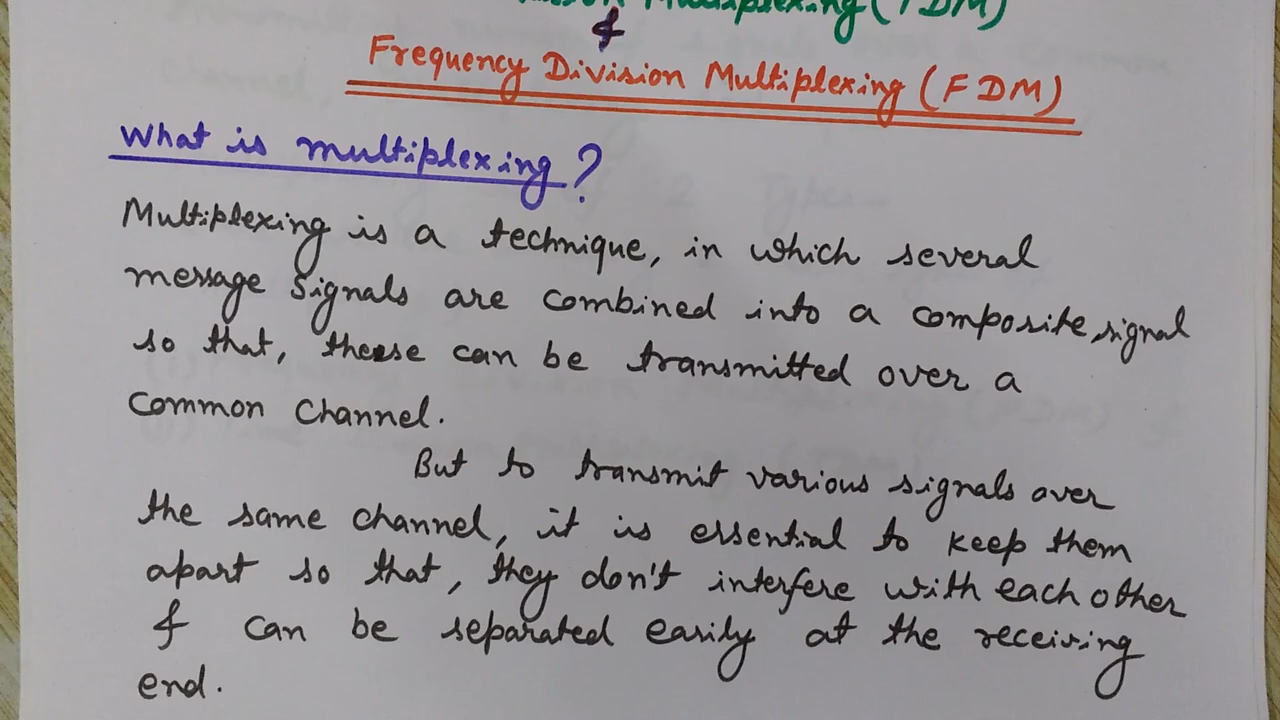 Multiplexing (TDM)
&
Frequency Division Multiplexing (FDM)
What is multiplexing?
Multiplexing is a technique, in which several
message signals are combined into a composite signal
so that, these can be transmitted over a
common channel.
But to transmit various signals over
the same channel, it is essential to keep them
apart so that, they don't interfere with each other
& can be separated easily at the receiving
end.